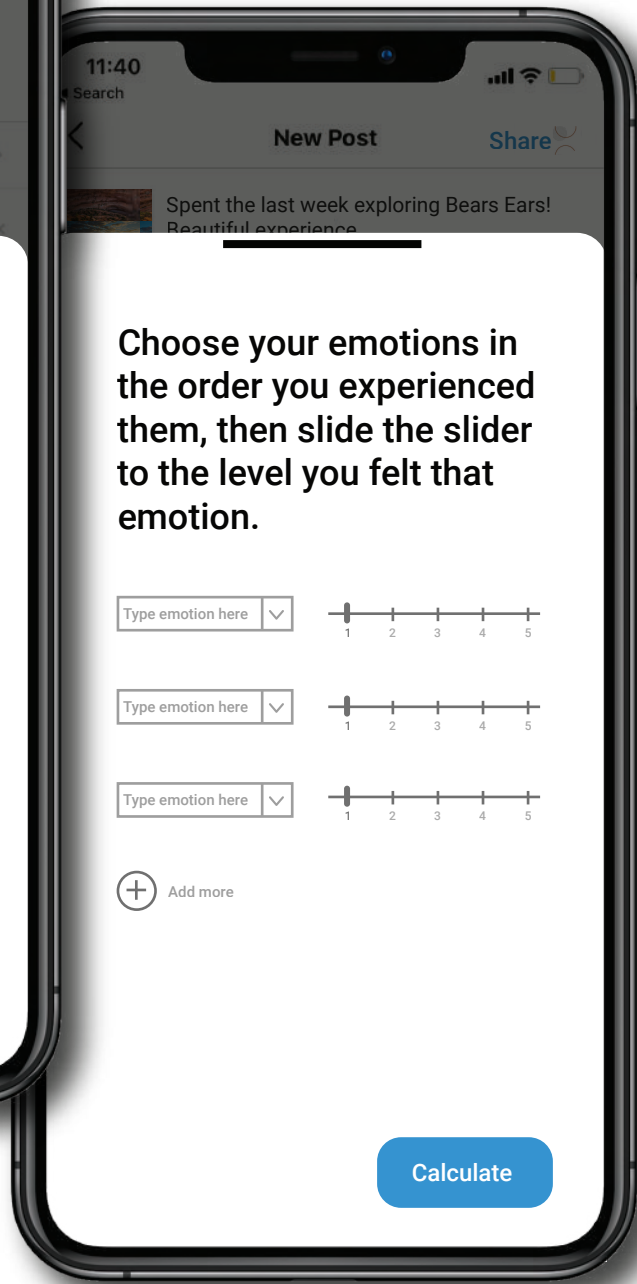 11:40
Search
New Post
Share
Spent the last week exploring Bears Ears!
Beautiful experience
Choose your emotions in
the order you experienced
them, then slide the slider
to the level you felt that
emotion.
Type emotion here
1 2 3 4 5
Type emotion here
1 2 3 4 5
Type emotion here
1 2 3 4 5
Add more
Calculate